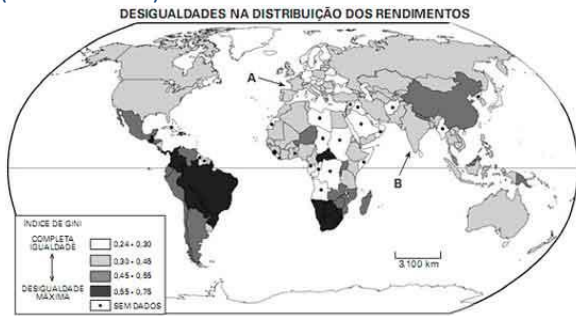 DESIGUALDADES NA DISTRIBUIÇÃO DOS RENDIMENTOS
A
B
ÍNDICE DE GINI
COMPLETA
IGUALDADE
DESIGUALDADE
MÁXIMA
0,24 - 0,30
0,30 - 0,45
0,45 - 0,55
0,55 - 0,75
SEM DADOS
3.100 km